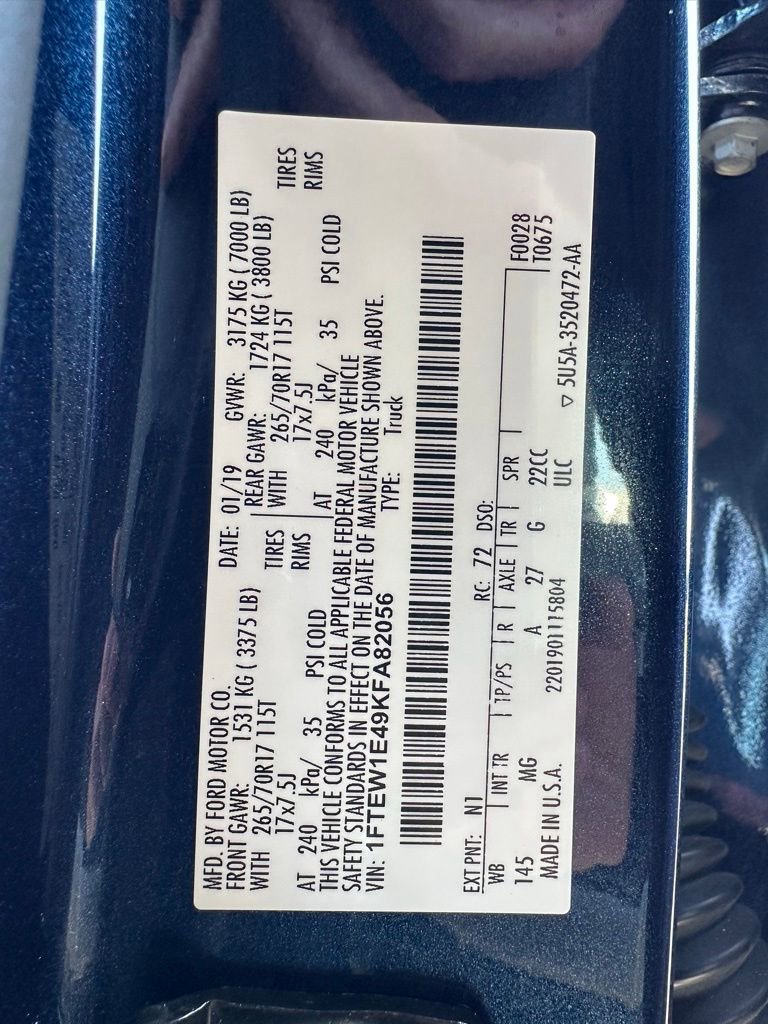 MFD. BY FORD MOTOR CO. DATE: 01/19 GVWR: 3175 KG ( 7000 LB)
FRONT GAWR: 1531 KG ( 3375 LB) REAR GAWR: 1724 KG ( 3800 LB)
WITH 265/70R17 115T TIRES WITH 265/70R17 115T TIRES
17x7.5J RIMS 17x7.5J RIMS
AT 240 kPa/ 35 PSI COLD AT 240 kPa/ 35 PSI COLD
THIS VEHICLE CONFORMS TO ALL APPLICABLE FEDERAL MOTOR VEHICLE
SAFETY STANDARDS IN EFFECT ON THE DATE OF MANUFACTURE SHOWN ABOVE.
VIN: 1FTEW1E49KFA82056 TYPE: Truck
EXT PNT: N1 RC: 72 DSO:
WB INT TR TP/PS R AXLE TR SPR F0028
145 MG A 27 G 22CC T0675
ULC
MADE IN U.S.A. 2201901115804 ▽ 5U5A-3520472-AA